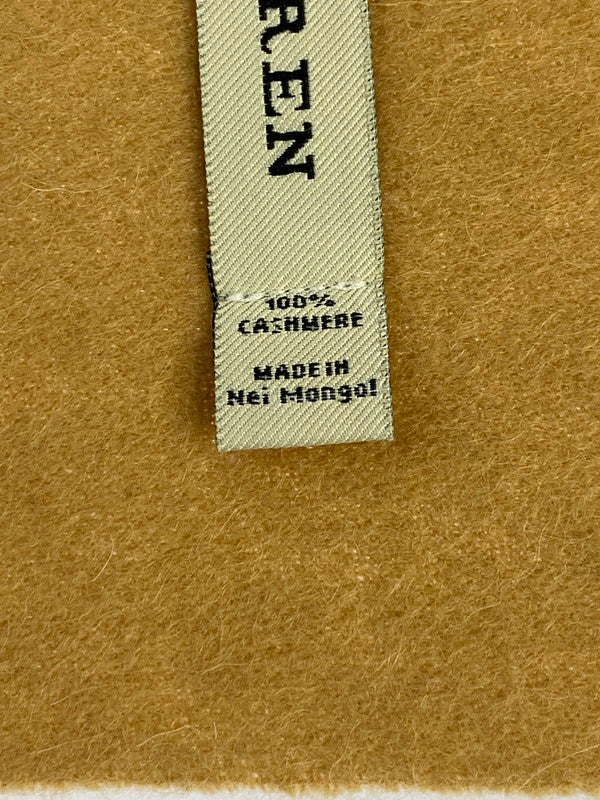 REN
100%
CASHMERE
MADE IN
Nei Mongol